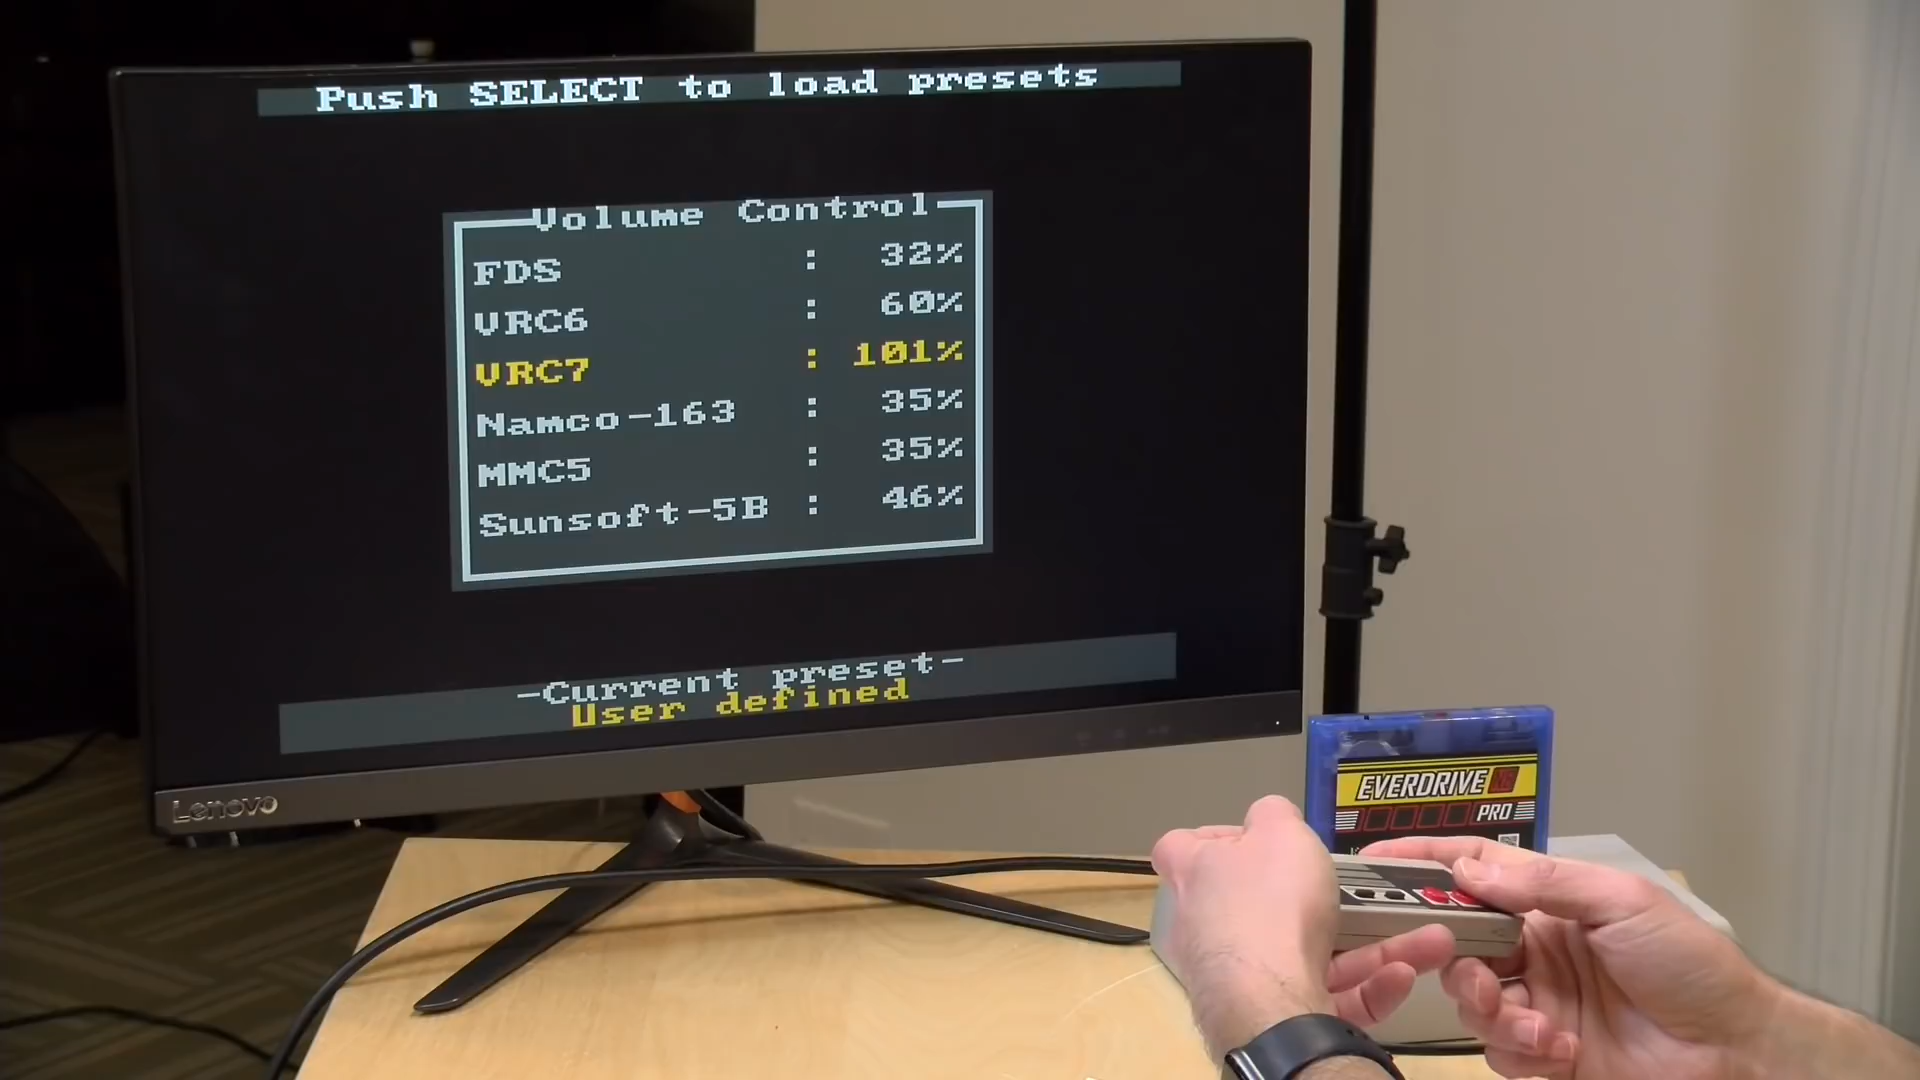 Push SELECT to load presets
Volume Control
FDS : 32%
VRC6 : 60%
VRC7 : 101%
Namco-163 : 35%
MMC5 : 35%
Sunsoft-5B : 46%
-Current preset-
User defined
Lenovo
EVERDRIVE N8
PRO